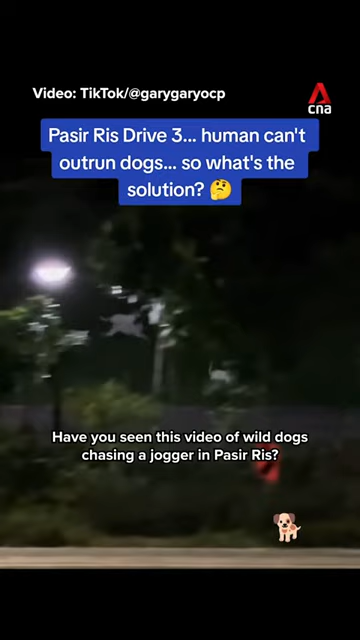 Video: TikTok/@garygaryocp
cna
Pasir Ris Drive 3... human can't
outrun dogs... so what's the
solution? 🤔
Have you seen this video of wild dogs
chasing a jogger in Pasir Ris?